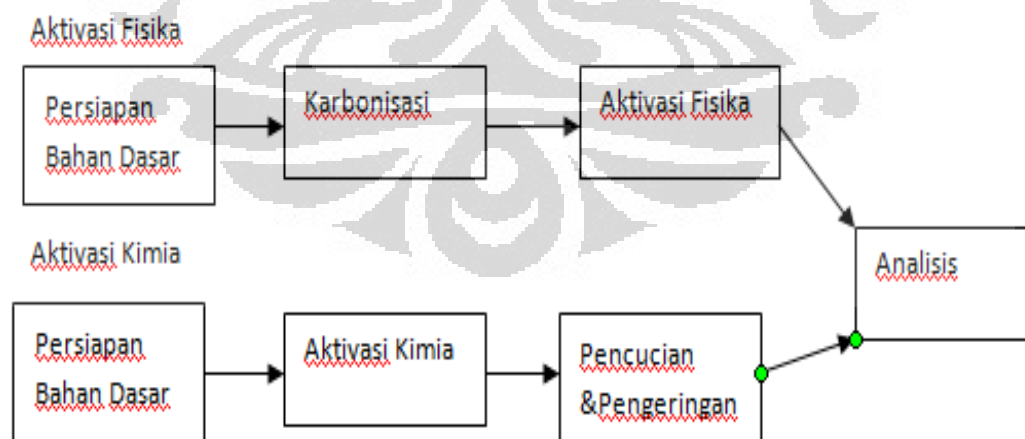 Aktivasi Fisika
Persiapan
Bahan Dasar
Karbonisasi
Aktivasi Fisika
Analisis
Aktivasi Kimia
Persiapan
Bahan Dasar
Aktivasi Kimia
Pencucian
&Pengeringan